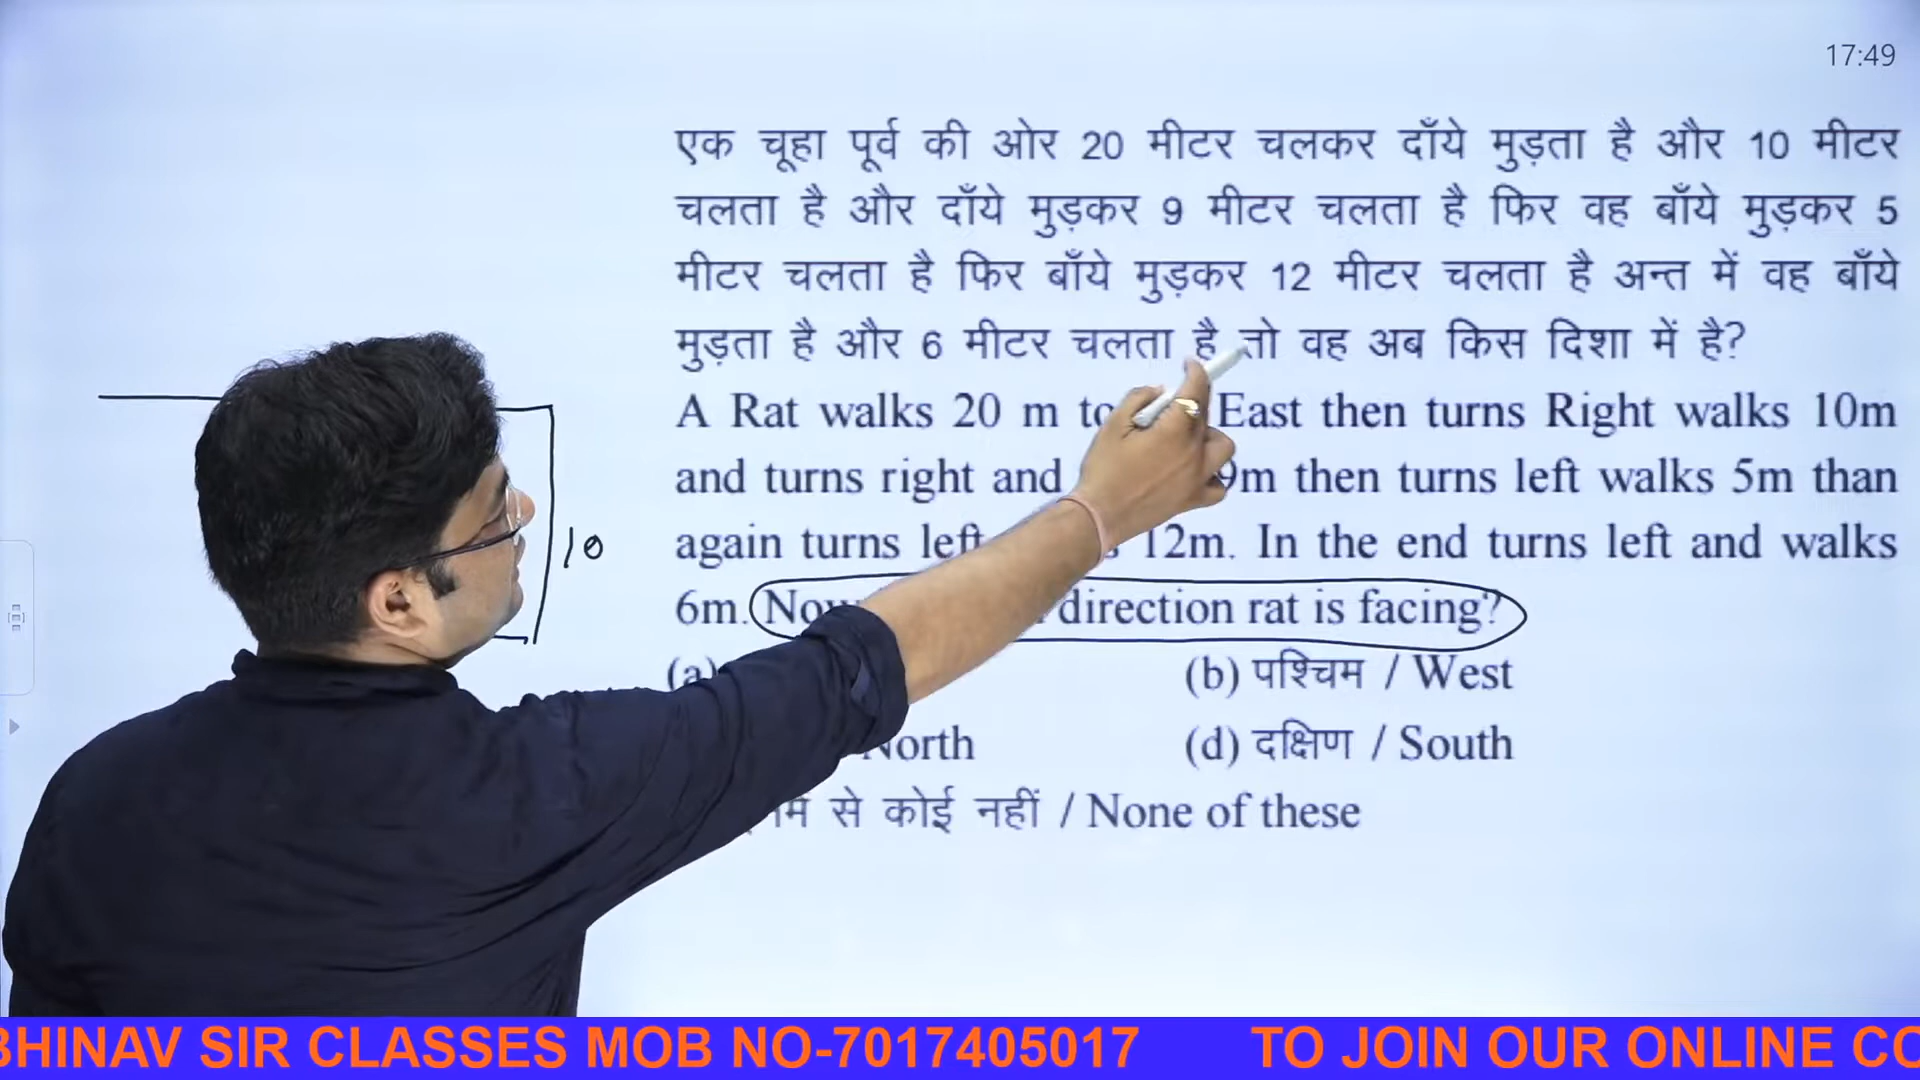 17:49
एक चूहा पूर्व की ओर 20 मीटर चलकर दाँये मुड़ता है और 10 मीटर
चलता है और दाँये मुड़कर 9 मीटर चलता है फिर वह बाँये मुड़कर 5
मीटर चलता है फिर बाँये मुड़कर 12 मीटर चलता है अन्त में वह बाँये
मुड़ता है और 6 मीटर चलता है तो वह अब किस दिशा में है?
A Rat walks 20 m East then turns Right walks 10m
and turns right and 9m then turns left walks 5m than
again turns left 12m. In the end turns left and walks
10
6m. direction rat is facing?
(a)
(b) पश्चिम / West
North
(d) दक्षिण / South
से कोई नहीं / None of these
SIR CLASSES MOB NO-7017405017 TO JOIN OUR ONLINE